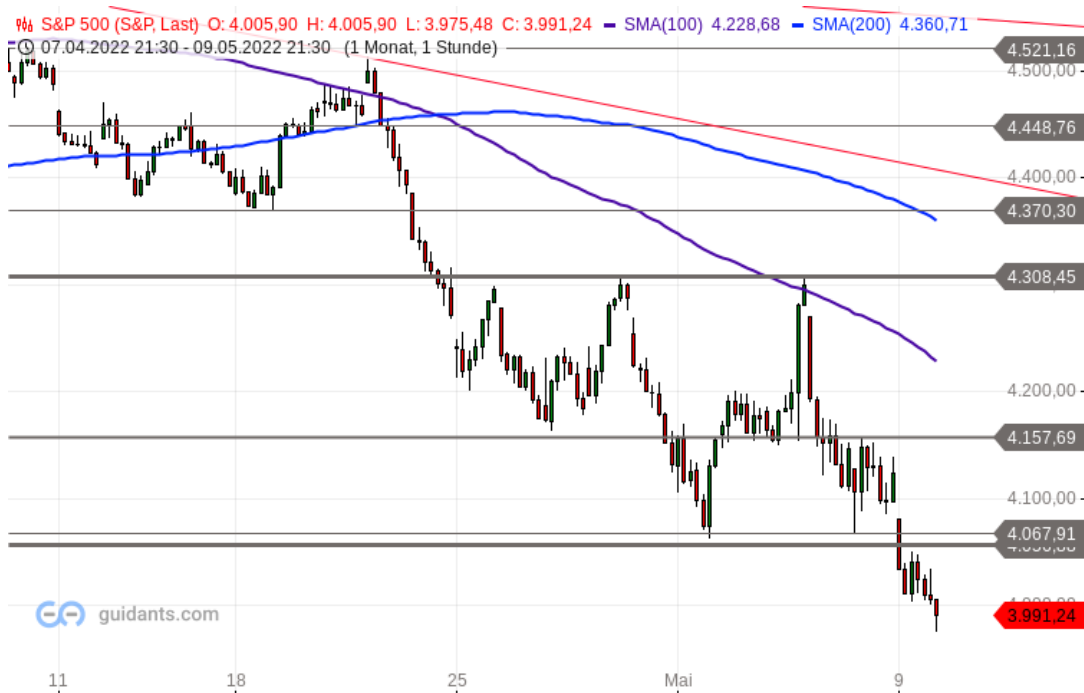 S&P 500 (S&P, Last) O: 4.005,90 H: 4.005,90 L: 3.975,48 C: 3.991,24 SMA(100) 4.228,68 SMA(200) 4.360,71
07.04.2022 21:30 - 09.05.2022 21:30 (1 Monat, 1 Stunde)
4.521,16
4.500,00
4.448,76
4.400,00
4.370,30
4.308,45
4.200,00
4.157,69
4.100,00
4.067,91
3.991,24
guidants.com
11 18 25 Mai 9